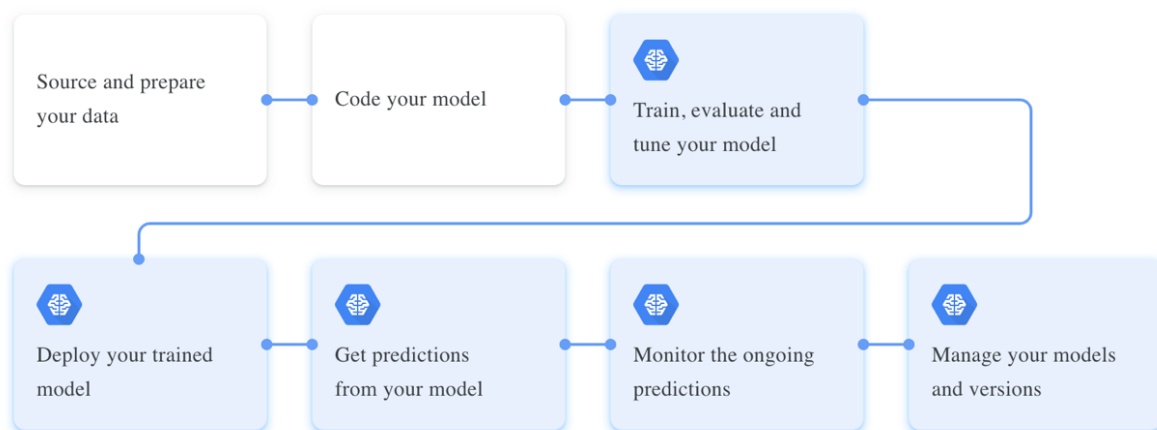 Source and prepare
your data
Code your model
Train, evaluate and
tune your model
Deploy your trained
model
Get predictions
from your model
Monitor the ongoing
predictions
Manage your models
and versions